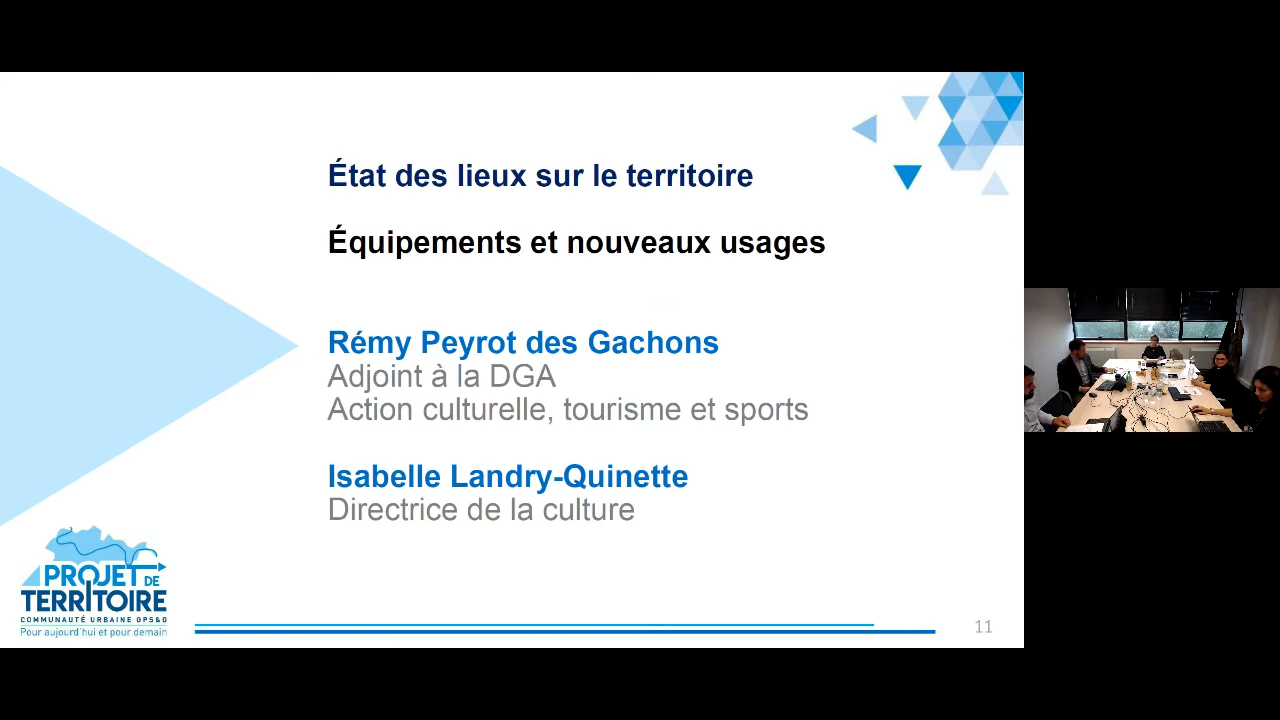 État des lieux sur le territoire
Équipements et nouveaux usages
Rémy Peyrot des Gachons
Adjoint à la DGA
Action culturelle, tourisme et sports
Isabelle Landry-Quinette
Directrice de la culture
PROJET DE
TERRITOIRE
COMMUNAUTÉ URBAINE GPS&O
Pour aujourd'hui et pour demain
11